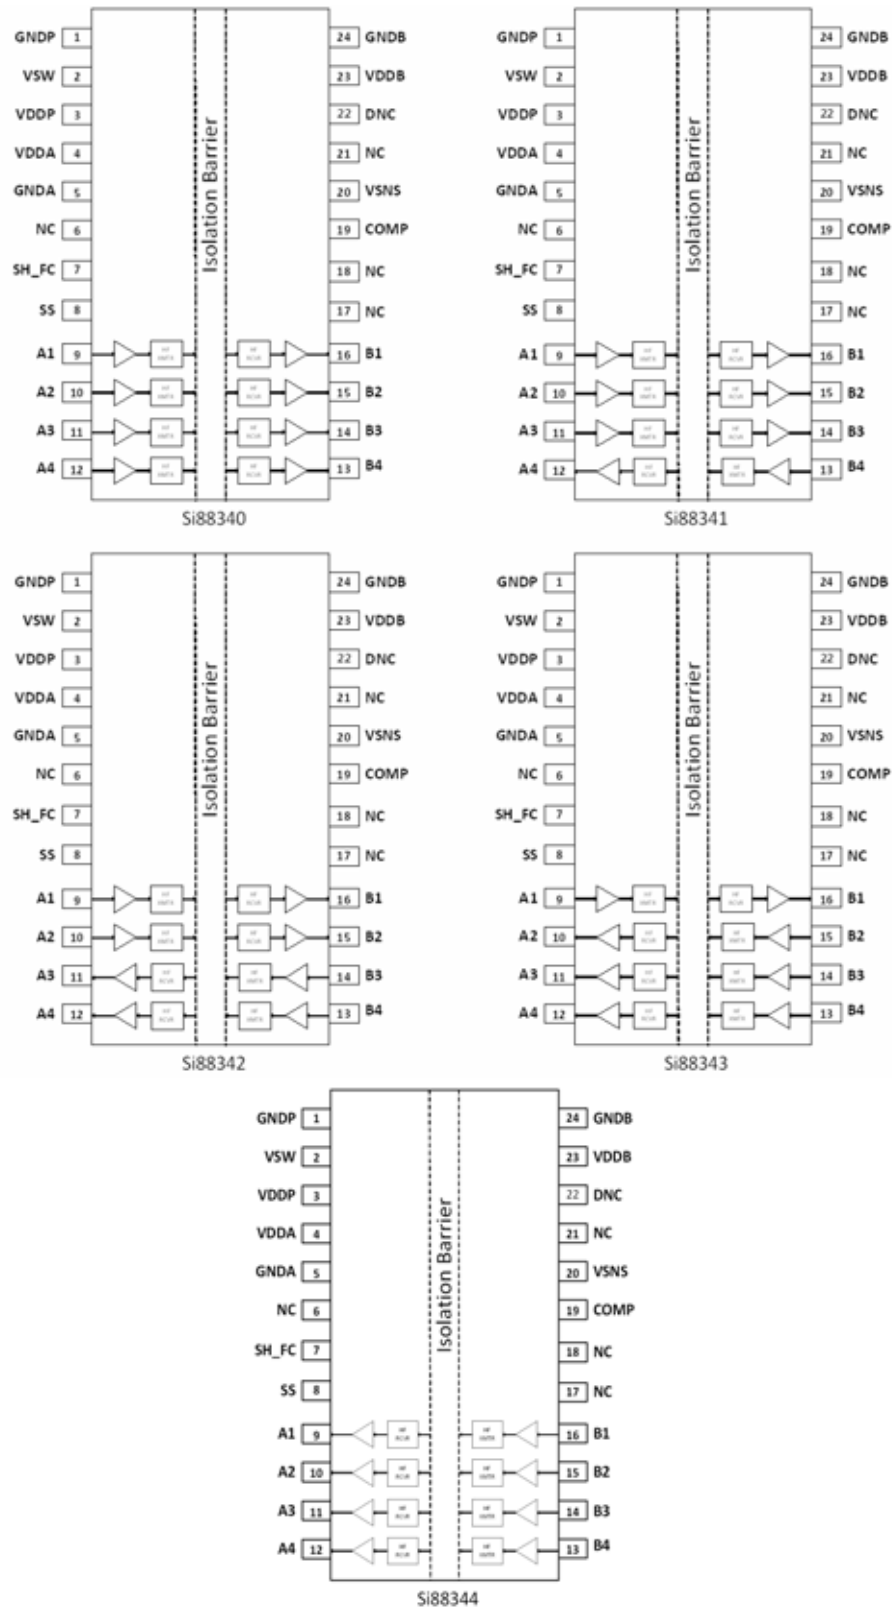 GNDP 1 24 GNDB
VSW 2 23 VDDB
VDDP 3 22 DNC
VDDA 4 21 NC
GNDA 5 20 VSNS
NC 6 19 COMP
SH_FC 7 18 NC
SS 8 17 NC
A1 9 16 B1
A2 10 15 B2
A3 11 14 B3
A4 12 13 B4
Isolation Barrier
Si88340
GNDP 1 24 GNDB
VSW 2 23 VDDB
VDDP 3 22 DNC
VDDA 4 21 NC
GNDA 5 20 VSNS
NC 6 19 COMP
SH_FC 7 18 NC
SS 8 17 NC
A1 9 16 B1
A2 10 15 B2
A3 11 14 B3
A4 12 13 B4
Isolation Barrier
Si88341
GNDP 1 24 GNDB
VSW 2 23 VDDB
VDDP 3 22 DNC
VDDA 4 21 NC
GNDA 5 20 VSNS
NC 6 19 COMP
SH_FC 7 18 NC
SS 8 17 NC
A1 9 16 B1
A2 10 15 B2
A3 11 14 B3
A4 12 13 B4
Isolation Barrier
Si88342
GNDP 1 24 GNDB
VSW 2 23 VDDB
VDDP 3 22 DNC
VDDA 4 21 NC
GNDA 5 20 VSNS
NC 6 19 COMP
SH_FC 7 18 NC
SS 8 17 NC
A1 9 16 B1
A2 10 15 B2
A3 11 14 B3
A4 12 13 B4
Isolation Barrier
Si88343
GNDP 1 24 GNDB
VSW 2 23 VDDB
VDDP 3 22 DNC
VDDA 4 21 NC
GNDA 5 20 VSNS
NC 6 19 COMP
SH_FC 7 18 NC
SS 8 17 NC
A1 9 16 B1
A2 10 15 B2
A3 11 14 B3
A4 12 13 B4
Isolation Barrier
Si88344